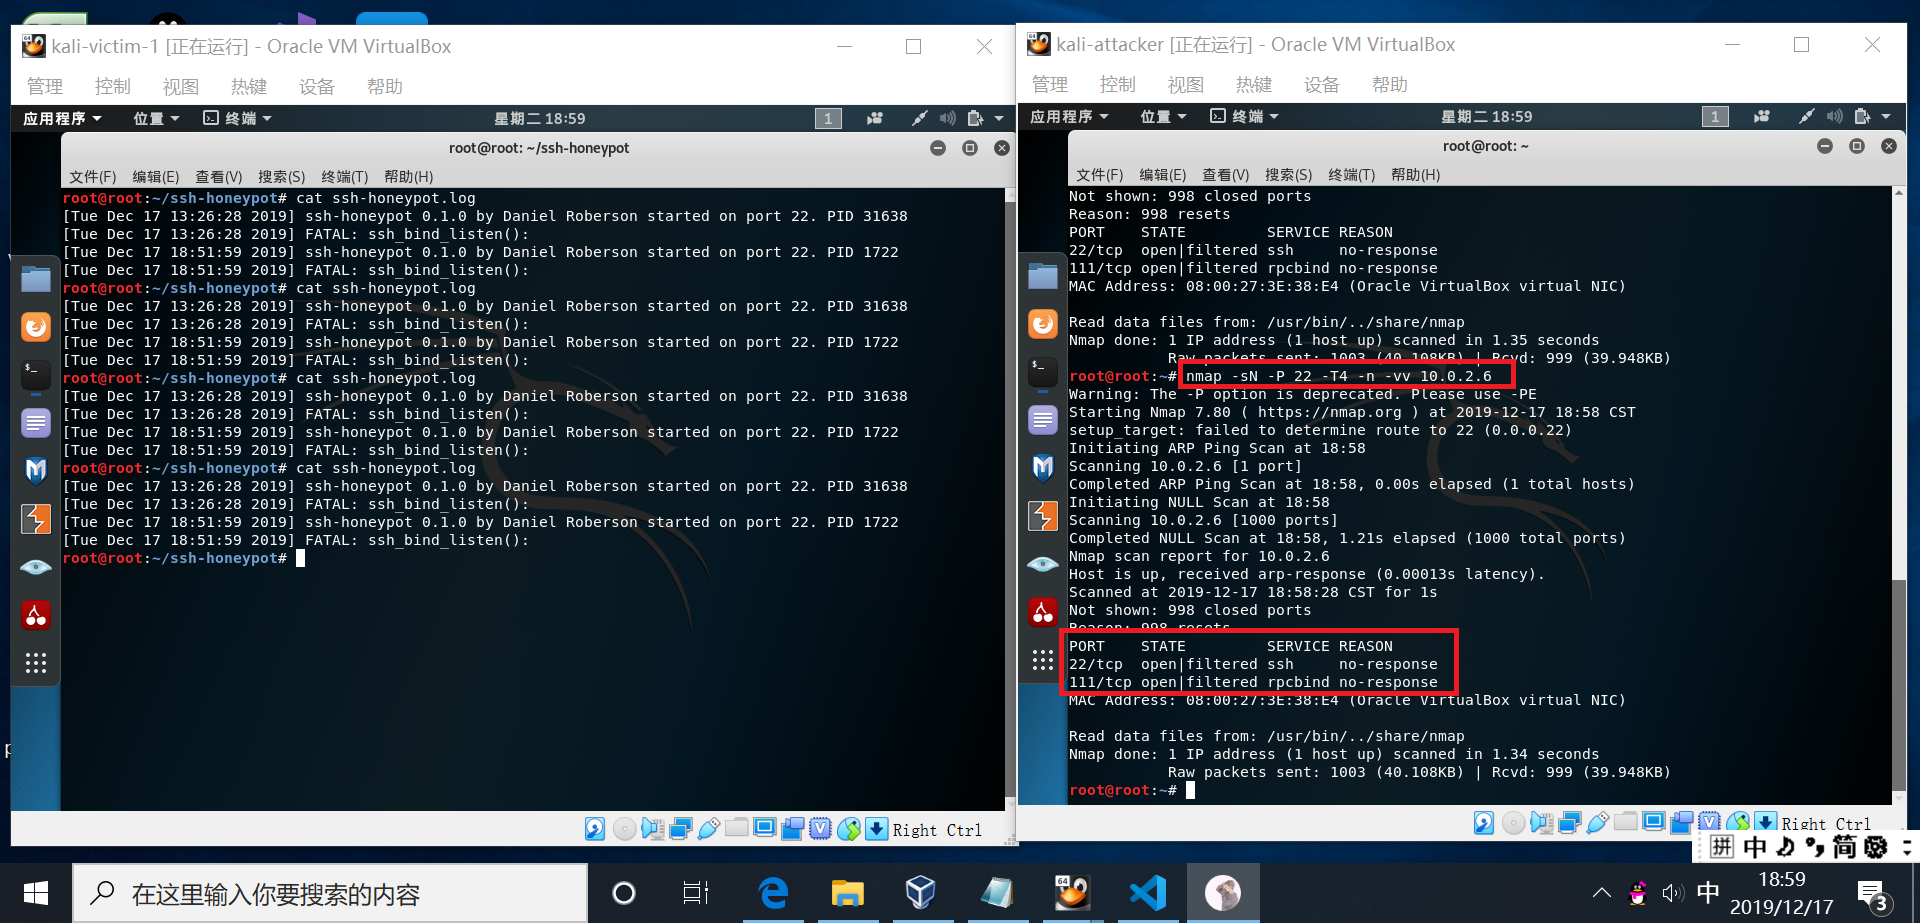 kali-victim-1 [正在运行] - Oracle VM VirtualBox
管理 控制 视图 热键 设备 帮助
应用程序 位置 终端 星期二 18:59 1
root@root: ~/ssh-honeypot
文件(F) 编辑(E) 查看(V) 搜索(S) 终端(T) 帮助(H)
root@root:~/ssh-honeypot# cat ssh-honeypot.log
[Tue Dec 17 13:26:28 2019] ssh-honeypot 0.1.0 by Daniel Roberson started on port 22. PID 31638
[Tue Dec 17 13:26:28 2019] FATAL: ssh_bind_listen():
[Tue Dec 17 18:51:59 2019] ssh-honeypot 0.1.0 by Daniel Roberson started on port 22. PID 1722
[Tue Dec 17 18:51:59 2019] FATAL: ssh_bind_listen():
root@root:~/ssh-honeypot# cat ssh-honeypot.log
[Tue Dec 17 13:26:28 2019] ssh-honeypot 0.1.0 by Daniel Roberson started on port 22. PID 31638
[Tue Dec 17 13:26:28 2019] FATAL: ssh_bind_listen():
[Tue Dec 17 18:51:59 2019] ssh-honeypot 0.1.0 by Daniel Roberson started on port 22. PID 1722
[Tue Dec 17 18:51:59 2019] FATAL: ssh_bind_listen():
root@root:~/ssh-honeypot# cat ssh-honeypot.log
[Tue Dec 17 13:26:28 2019] ssh-honeypot 0.1.0 by Daniel Roberson started on port 22. PID 31638
[Tue Dec 17 13:26:28 2019] FATAL: ssh_bind_listen():
[Tue Dec 17 18:51:59 2019] ssh-honeypot 0.1.0 by Daniel Roberson started on port 22. PID 1722
[Tue Dec 17 18:51:59 2019] FATAL: ssh_bind_listen():
root@root:~/ssh-honeypot# cat ssh-honeypot.log
[Tue Dec 17 13:26:28 2019] ssh-honeypot 0.1.0 by Daniel Roberson started on port 22. PID 31638
[Tue Dec 17 13:26:28 2019] FATAL: ssh_bind_listen():
[Tue Dec 17 18:51:59 2019] ssh-honeypot 0.1.0 by Daniel Roberson started on port 22. PID 1722
[Tue Dec 17 18:51:59 2019] FATAL: ssh_bind_listen():
root@root:~/ssh-honeypot#
Right Ctrl
kali-attacker [正在运行] - Oracle VM VirtualBox
管理 控制 视图 热键 设备 帮助
应用程序 位置 终端 星期二 18:59 1
root@root: ~
文件(F) 编辑(E) 查看(V) 搜索(S) 终端(T) 帮助(H)
Not shown: 998 closed ports
Reason: 998 resets
PORT STATE SERVICE REASON
22/tcp open|filtered ssh no-response
111/tcp open|filtered rpcbind no-response
MAC Address: 08:00:27:3E:38:E4 (Oracle VirtualBox virtual NIC)
Read data files from: /usr/bin/../share/nmap
Nmap done: 1 IP address (1 host up) scanned in 1.35 seconds
Raw packets sent: 1003 (40.108KB) | Rcvd: 999 (39.948KB)
root@root:~# nmap -sN -P 22 -T4 -n -vv 10.0.2.6
Warning: The -P option is deprecated. Please use -PE
Starting Nmap 7.80 ( https://nmap.org ) at 2019-12-17 18:58 CST
setup_target: failed to determine route to 22 (0.0.0.22)
Initiating ARP Ping Scan at 18:58
Scanning 10.0.2.6 [1 port]
Completed ARP Ping Scan at 18:58, 0.00s elapsed (1 total hosts)
Initiating NULL Scan at 18:58
Scanning 10.0.2.6 [1000 ports]
Completed NULL Scan at 18:58, 1.21s elapsed (1000 total ports)
Nmap scan report for 10.0.2.6
Host is up, received arp-response (0.00013s latency).
Scanned at 2019-12-17 18:58:28 CST for 1s
Not shown: 998 closed ports
Reason: 998 resets
PORT STATE SERVICE REASON
22/tcp open|filtered ssh no-response
111/tcp open|filtered rpcbind no-response
MAC Address: 08:00:27:3E:38:E4 (Oracle VirtualBox virtual NIC)
Read data files from: /usr/bin/../share/nmap
Nmap done: 1 IP address (1 host up) scanned in 1.34 seconds
Raw packets sent: 1003 (40.108KB) | Rcvd: 999 (39.948KB)
root@root:~#
Right Ctrl
拼 中 简
在这里输入你要搜索的内容
中
18:59
2019/12/17
3